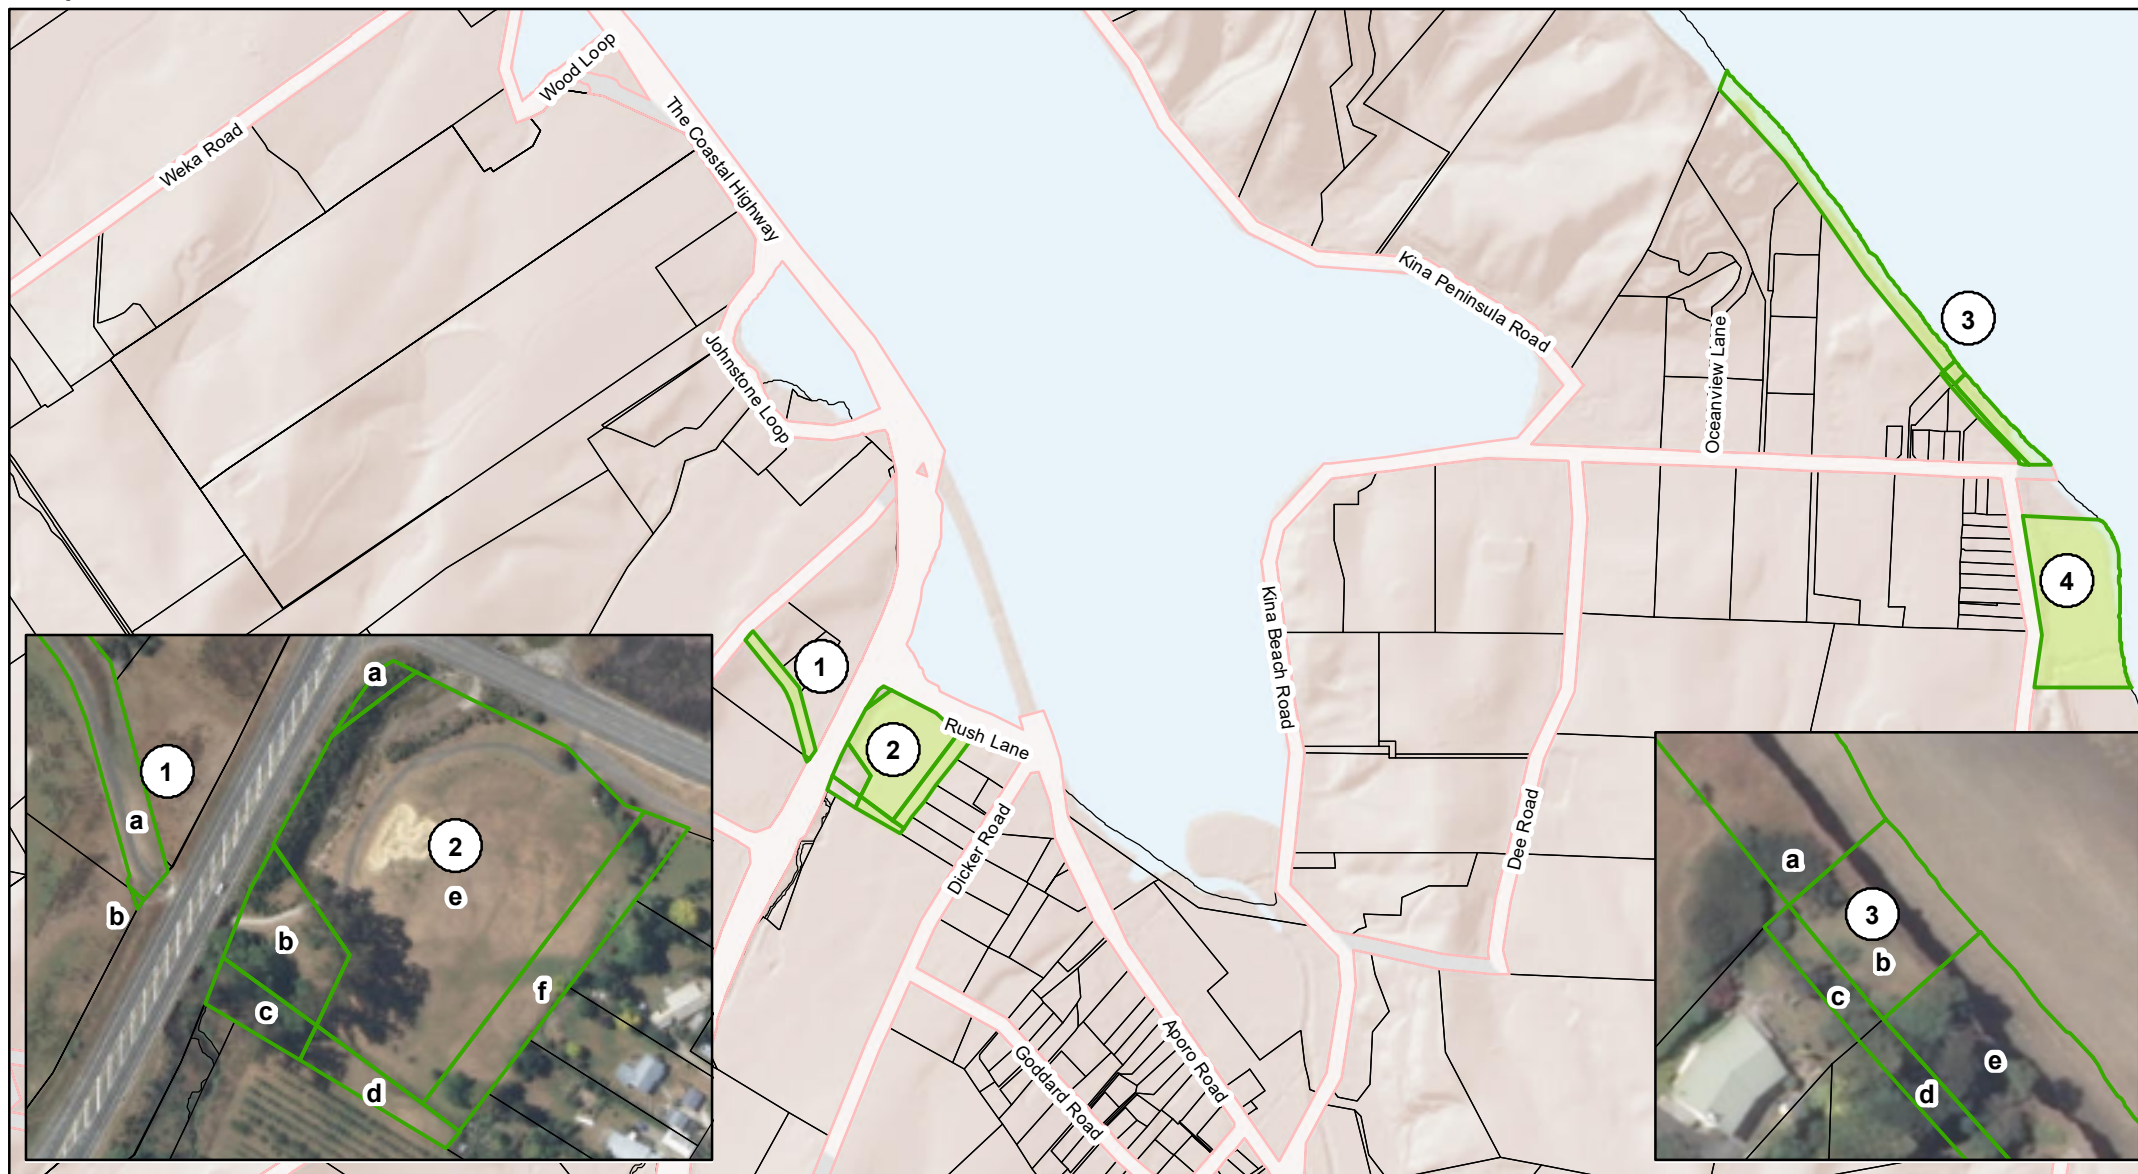 Wood Loop
The Coastal Highway
Weka Road
Kina Peninsula Road
3
Oceanview Lane
Johnstone Loop
4
Kina Beach Road
1
2
Rush Lane
Dee Road
Dicker Road
Aporo Road
Goddard Road
a
1
a
b
2
e
b
c
f
d
a
3
b
c
e
d